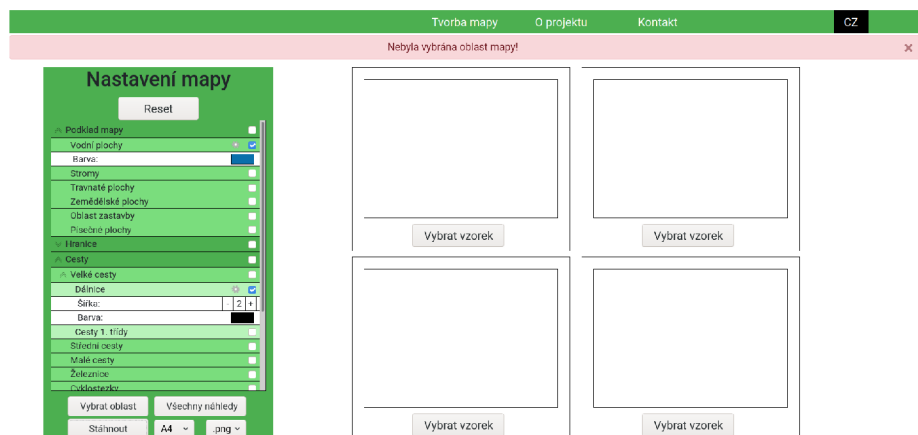 Tvorba mapy O projektu Kontakt CZ
Nebyla vybrána oblast mapy! ×
Nastavení mapy
Reset
Podklad mapy
Vodní plochy
Barva:
Stromy
Travnaté plochy
Zemědělské plochy
Oblast zastavby
Písečné plochy
Hranice
Cesty
Velké cesty
Dálnice
Šířka: - 2 +
Barva:
Cesty 1. třídy
Střední cesty
Malé cesty
Železnice
Cyklostezky
Vybrat oblast Všechny náhledy
Stáhnout A4 .png
Vybrat vzorek Vybrat vzorek
Vybrat vzorek Vybrat vzorek